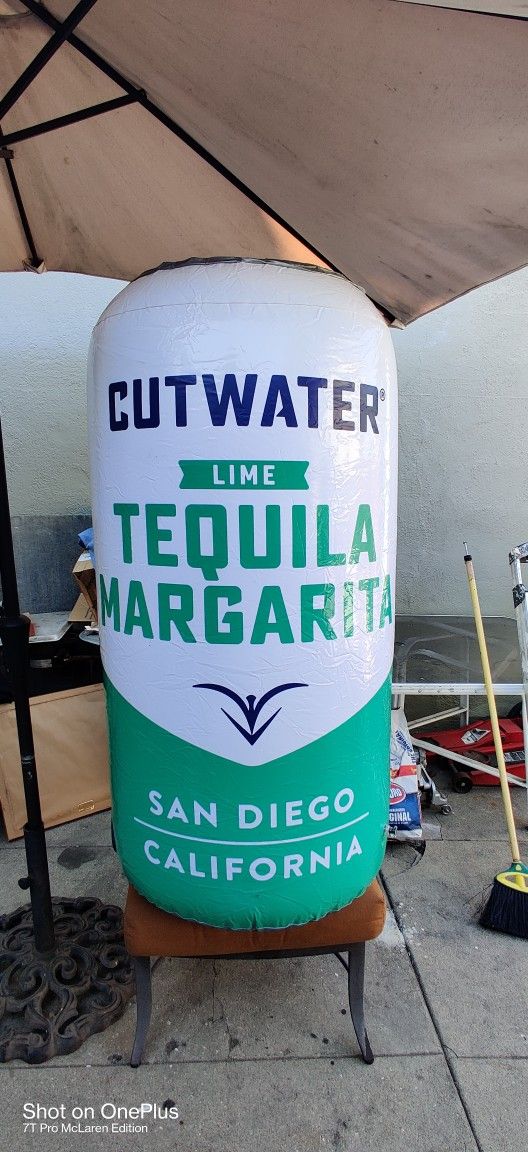 CUTWATER®
LIME
TEQUILA
MARGARITA
SAN DIEGO
CALIFORNIA
Shot on OnePlus
7T Pro McLaren Edition